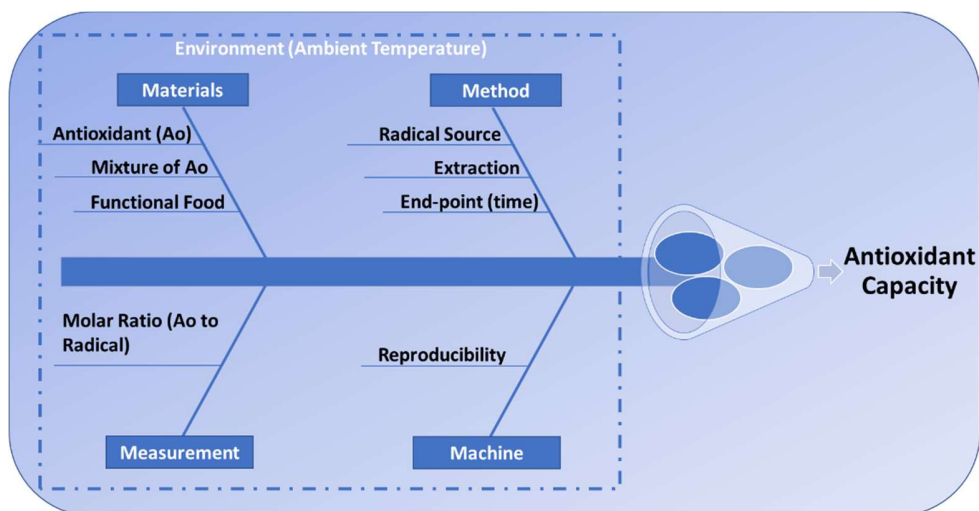 Environment (Ambient Temperature)
Materials
Method
Antioxidant (Ao)
Mixture of Ao
Functional Food
Radical Source
Extraction
End-point (time)
Antioxidant
Capacity
Molar Ratio (Ao to
Radical)
Reproducibility
Measurement
Machine